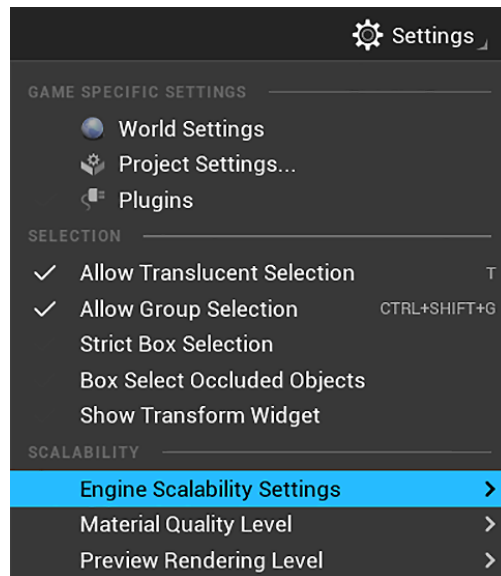 Settings
GAME SPECIFIC SETTINGS
World Settings
Project Settings...
Plugins
SELECTION
Allow Translucent Selection T
Allow Group Selection CTRL+SHIFT+G
Strict Box Selection
Box Select Occluded Objects
Show Transform Widget
SCALABILITY
Engine Scalability Settings
Material Quality Level
Preview Rendering Level